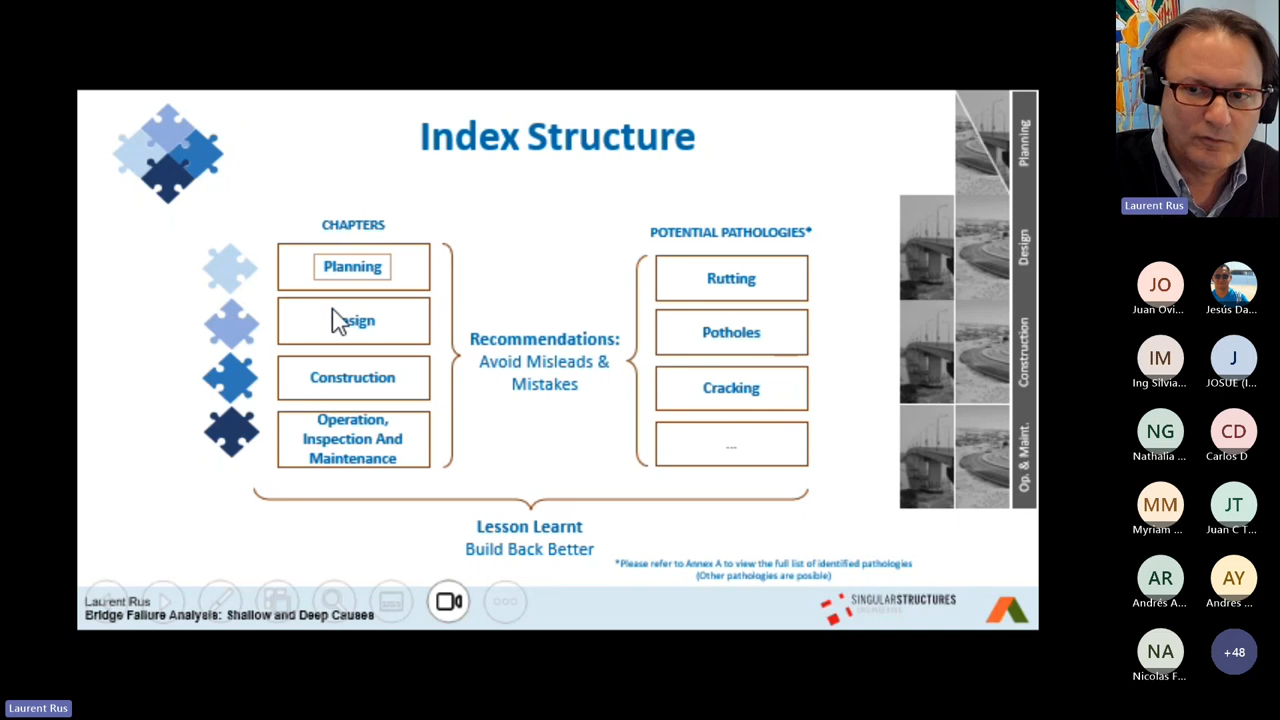 Index Structure
CHAPTERS
Planning
Construction
Operation,
Inspection And
Maintenance
Recommendations:
Avoid Misleads &
Mistakes
POTENTIAL PATHOLOGIES*
Rutting
Potholes
Cracking
...
Lesson Learnt
Build Back Better
*Please refer to Annex A to view the full list of identified pathologies
(Other pathologies are posible)
Planning
Design
Construction
Op. & Maint.
Laurent Rus
Bridge Failure Analysis: Shallow and Deep Causes
SINGULARSTRUCTURES
Laurent Rus
JO
Juan Ovi...
Jesús Da...
IM
Ing Silvia...
J
JOSUE (I...
NG
Nathalia ...
CD
Carlos D
MM
Myriam ...
JT
Juan C T...
AR
Andrés A...
AY
Andres ...
NA
Nicolas F...
+48
Laurent Rus